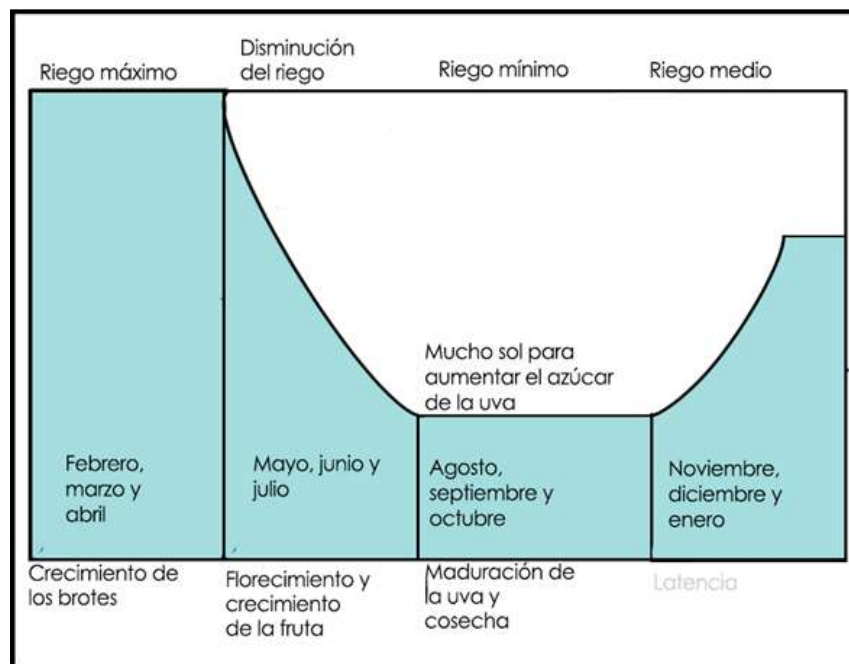 Riego máximo
Disminución
del riego
Riego mínimo
Riego medio
Mucho sol para
aumentar el azúcar
de la uva
Febrero,
marzo y
abril
Mayo, junio y
julio
Agosto,
septiembre y
octubre
Noviembre,
diciembre y
enero
Crecimiento de
los brotes
Florecimiento y
crecimiento
de la fruta
Maduración de
la uva y
cosecha
Latencia